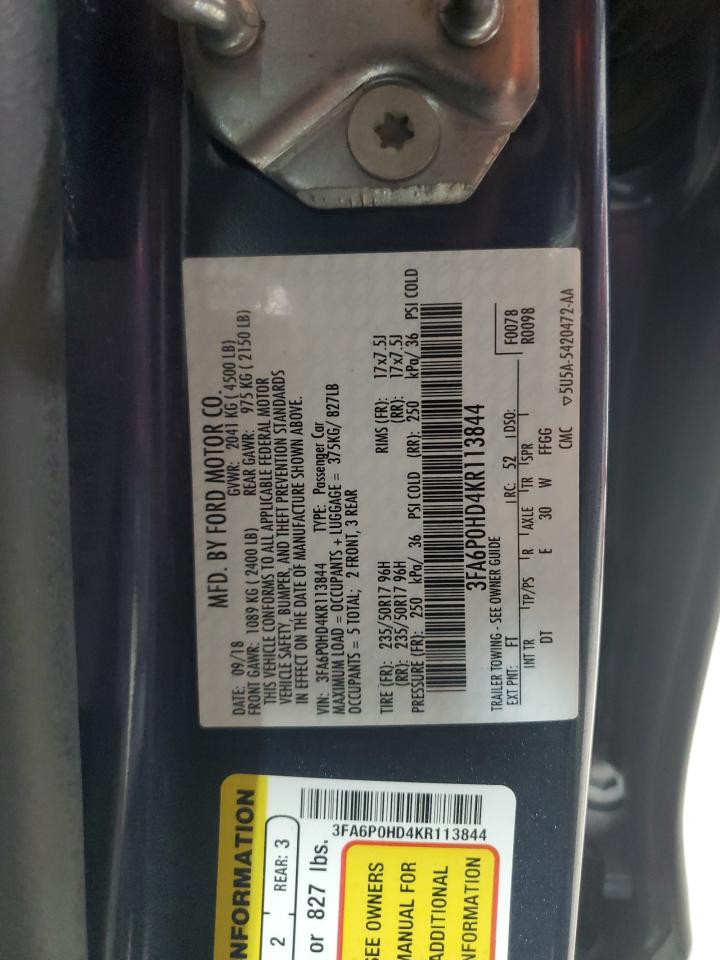 MFD. BY FORD MOTOR CO.
DATE: 09/18 GVWR: 2041 KG ( 4500 LB)
FRONT GAWR: 1089 KG ( 2400 LB) REAR GAWR: 975 KG ( 2150 LB)
THIS VEHICLE CONFORMS TO ALL APPLICABLE FEDERAL MOTOR
VEHICLE SAFETY, BUMPER, AND THEFT PREVENTION STANDARDS
IN EFFECT ON THE DATE OF MANUFACTURE SHOWN ABOVE.
VIN: 3FA6P0HD4KR113844 TYPE: Passenger Car
MAXIMUM LOAD = OCCUPANTS + LUGGAGE = 375KG/ 827LB
OCCUPANTS = 5 TOTAL; 2 FRONT, 3 REAR
TIRE (FR): 235/50R17 96H RIMS (FR): 17x7.5J
(RR): 235/50R17 96H (RR): 17x7.5J
PRESSURE (FR): 250 kPa/ 36 PSI COLD (RR): 250 kPa/ 36 PSI COLD
3FA6P0HD4KR113844
TRAILER TOWING - SEE OWNER GUIDE
EXT PNT: FT RC: 52 DSO: F0078
R0098
INT TR TP/PS R AXLE TR SPR
DT E 30 W FFGG
CMC ▽5U5A-5420472-AA
NFORMATION
2 REAR: 3
or 827 lbs.
3FA6P0HD4KR113844
SEE OWNERS
MANUAL FOR
ADDITIONAL
NFORMATION